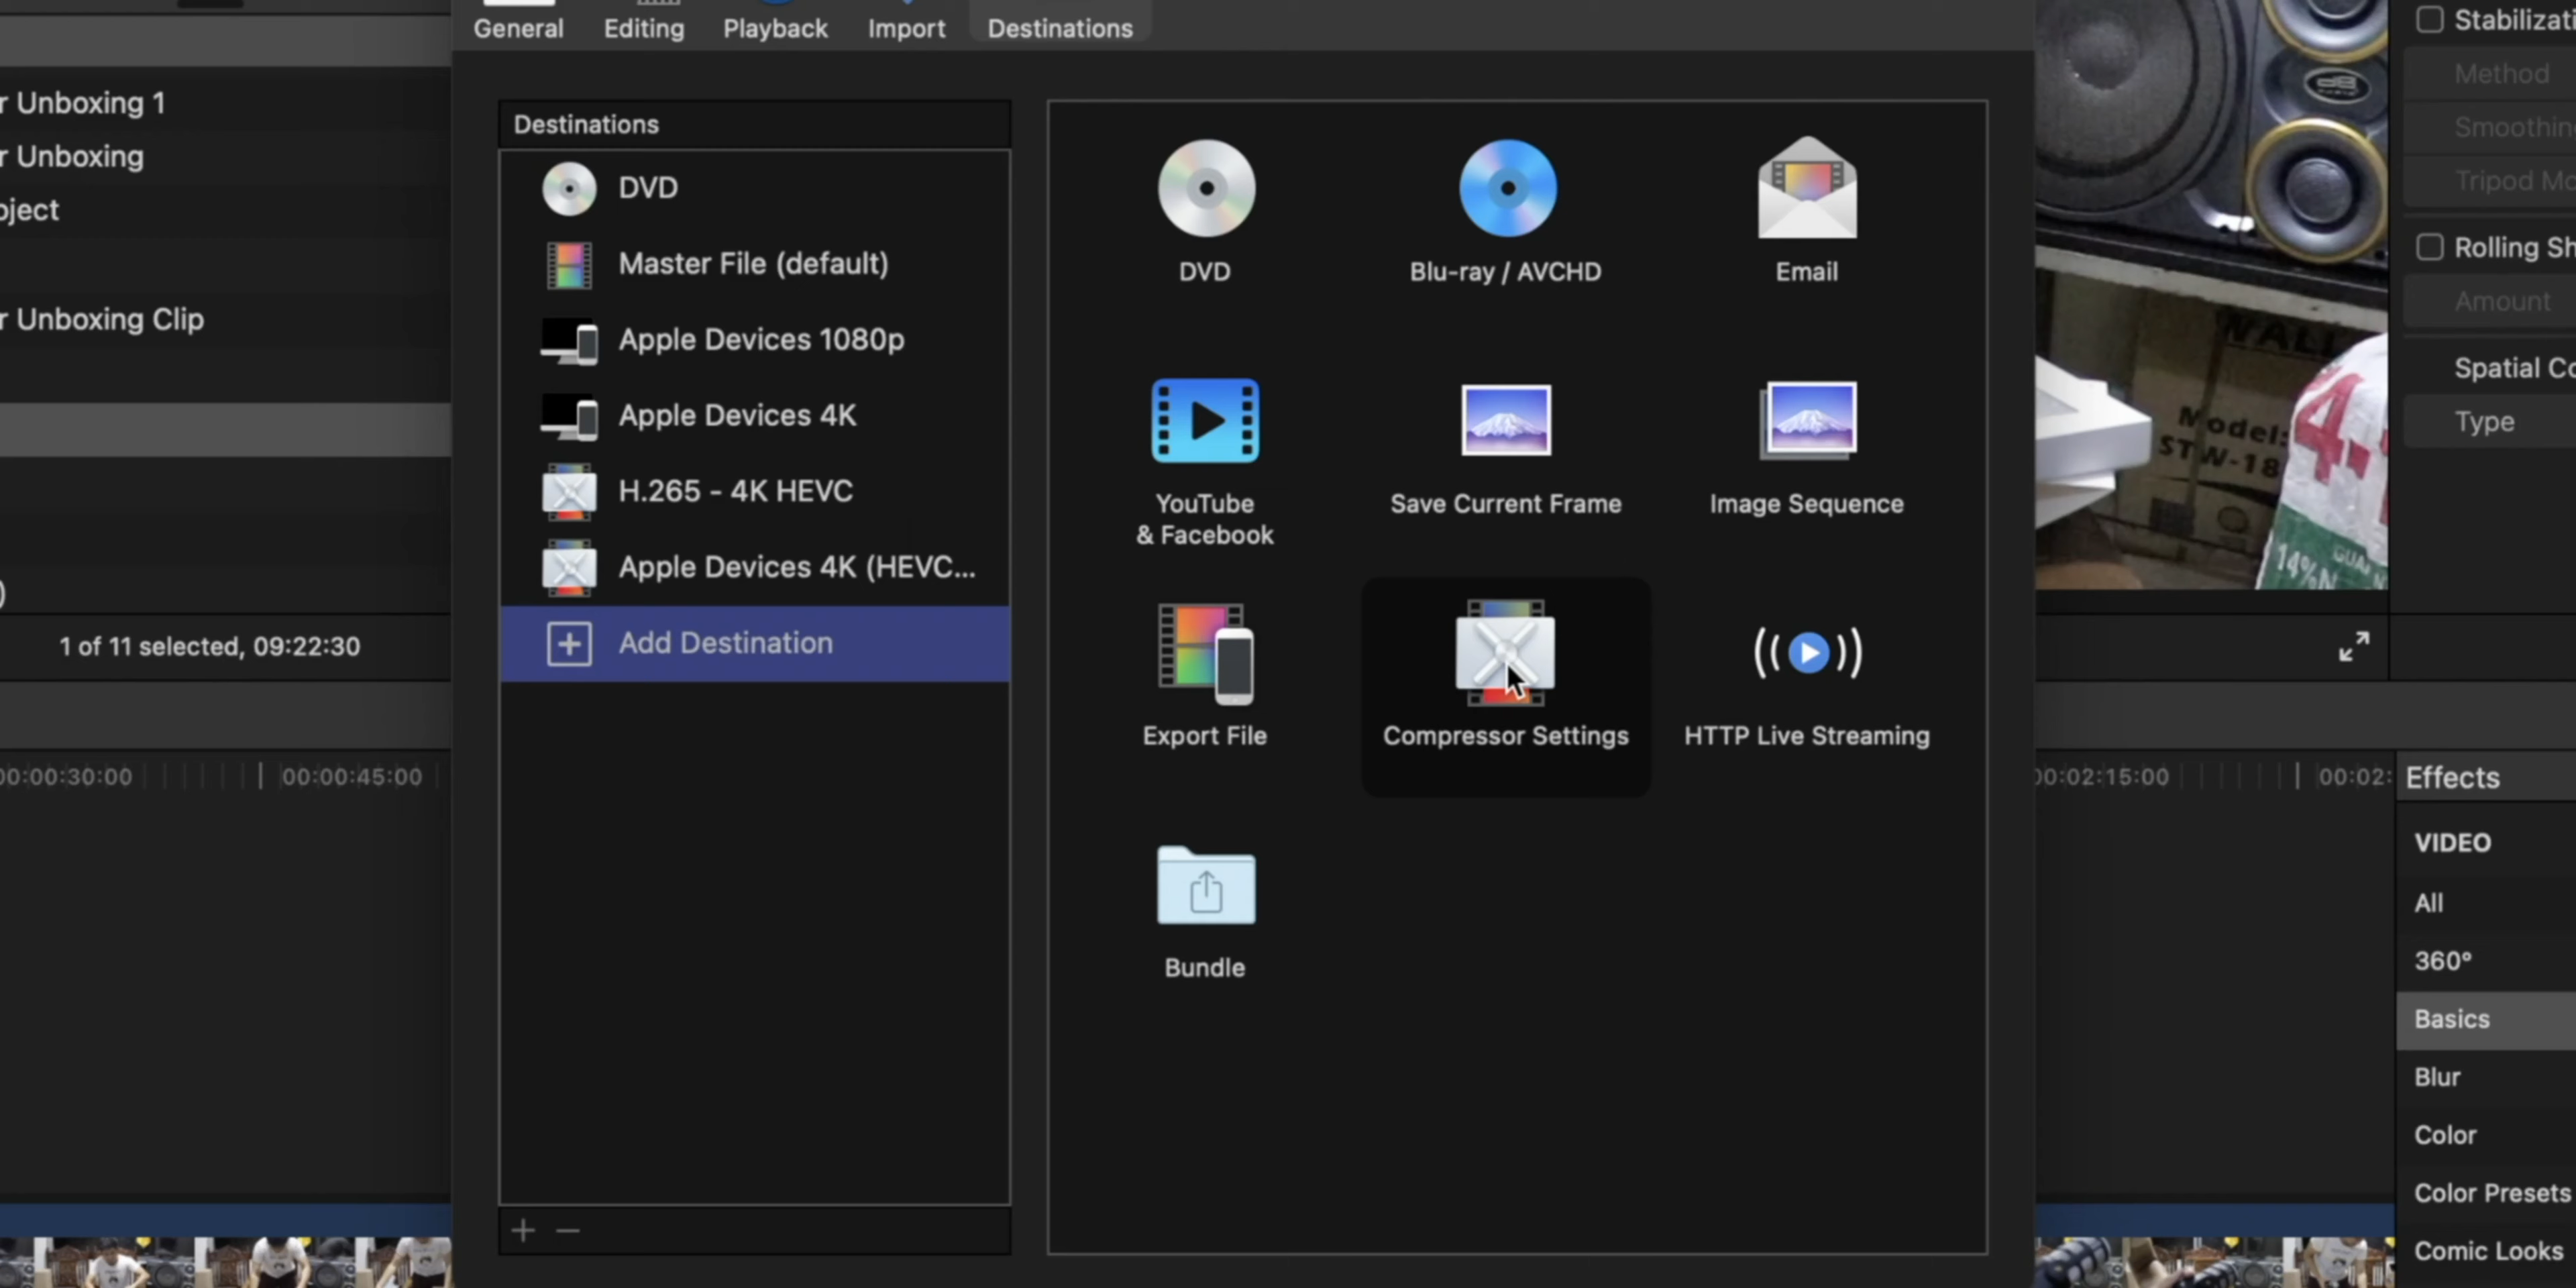 General
Editing
Playback
Import
Destinations
r Unboxing 1
r Unboxing
oject
r Unboxing Clip
)
1 of 11 selected, 09:22:30
00:00:30:00
00:00:45:00
Destinations
DVD
Master File (default)
Apple Devices 1080p
Apple Devices 4K
H.265 - 4K HEVC
Apple Devices 4K (HEVC...
Add Destination
+ −
DVD
Blu-ray / AVCHD
Email
YouTube
& Facebook
Save Current Frame
Image Sequence
Export File
Compressor Settings
HTTP Live Streaming
Bundle
WALL
Model:
STW-18
4
14%N
GUA
Stabilizati
Method
Smoothing
Tripod Mo
Rolling Sh
Amount
Spatial Co
Type
00:02:15:00
00:02:
Effects
VIDEO
All
360°
Basics
Blur
Color
Color Presets
Comic Looks